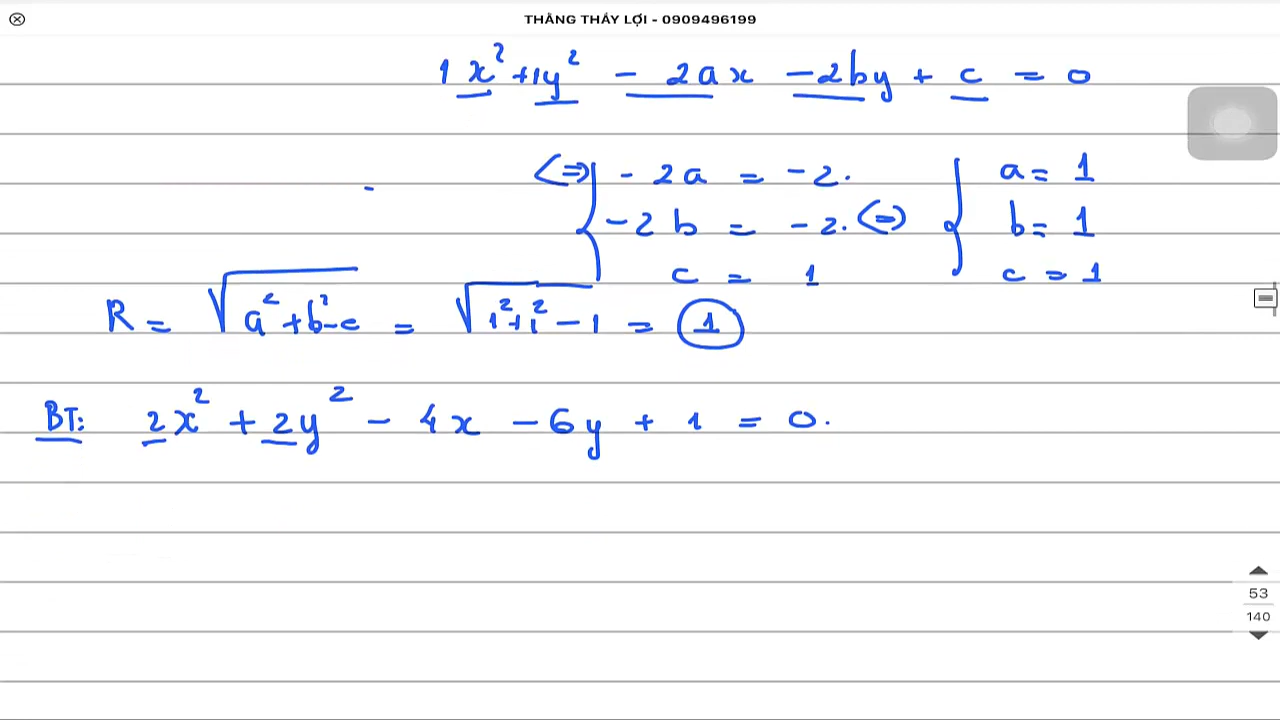 THẰNG THẦY LỢI - 0909496199
1x² + 1y² - 2ax - 2by + c = 0
<=> { - 2a = -2. 
-2b = -2. <=> 
c = 1
{ a = 1
b = 1
c = 1
R = √(a² + b² - c) = √(1² + 1² - 1) = 1
BT: 2x² + 2y² - 4x - 6y + 1 = 0.
53
140